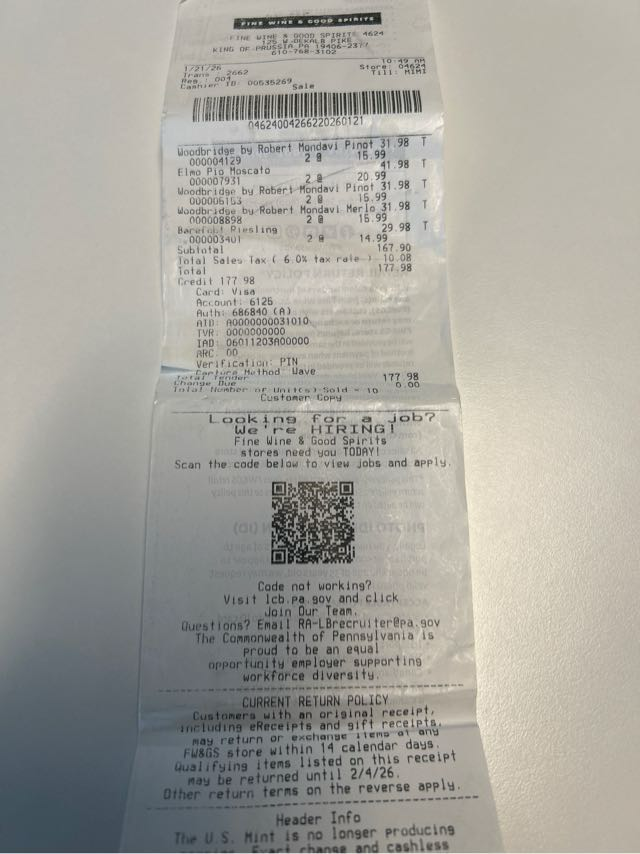 FINE WINE & GOOD SPIRITS
FINE WINE & GOOD SPIRITS 4624
125 W DEKALB PIKE
KING OF PRUSSIA PA 19406-2377
610-768-3102
10:49 AM
1/21/26 Store: 04624
Trans 2662 Till: MIMI
Reg.: 004
Cashier ID: 00535269
Sale
04624004266220260121
Woodbridge by Robert Mondavi Pinot 31.98 T
000004129 2 @ 15.99
Elmo Pio Moscato 41.98 T
000007931 2 @ 20.99
Woodbridge by Robert Mondavi Pinot 31.98 T
000006153 2 @ 15.99
Woodbridge by Robert Mondavi Merlo 31.98 T
000008898 2 @ 15.99
Barefoot Riesling 29.98 T
000003401 2 @ 14.99
Subtotal 167.90
Total Sales Tax ( 6.0% tax rate ) 10.08
Total 177.98
Credit 177.98
Card: Visa
Account: 6125
Auth: 686840 (A)
AID: A0000000031010
TVR: 0000000000
IAD: 06011203A00000
ARC: 00
Verification: PIN
Capture Method: Wave
Total Tender 177.98
Change Due 0.00
Total Number of Unit(s) Sold = 10
Customer Copy
Looking for a job?
We're HIRING!
Fine Wine & Good Spirits
stores need you TODAY!
Scan the code below to view jobs and apply.
Code not working?
Visit lcb.pa.gov and click
Join Our Team.
Questions? Email RA-LBrecruiter@pa.gov
The Commonwealth of Pennsylvania is
proud to be an equal
opportunity employer supporting
workforce diversity.
CURRENT RETURN POLICY
Customers with an original receipt,
including eReceipts and gift receipts,
may return or exchange items at any
FW&GS store within 14 calendar days.
Qualifying items listed on this receipt
may be returned until 2/4/26.
Other return terms on the reverse apply.
Header Info
The U.S. Mint is no longer producing
Exact change and cashless